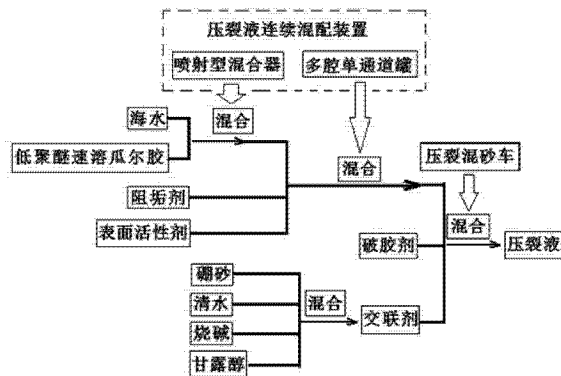 压裂液连续混配装置
喷射型混合器
多腔单通道罐
海水
混合
低聚醚速溶瓜尔胶
混合
压裂混砂车
阻垢剂
表面活性剂
混合
破胶剂
压裂液
硼砂
清水
混合
交联剂
烧碱
甘露醇